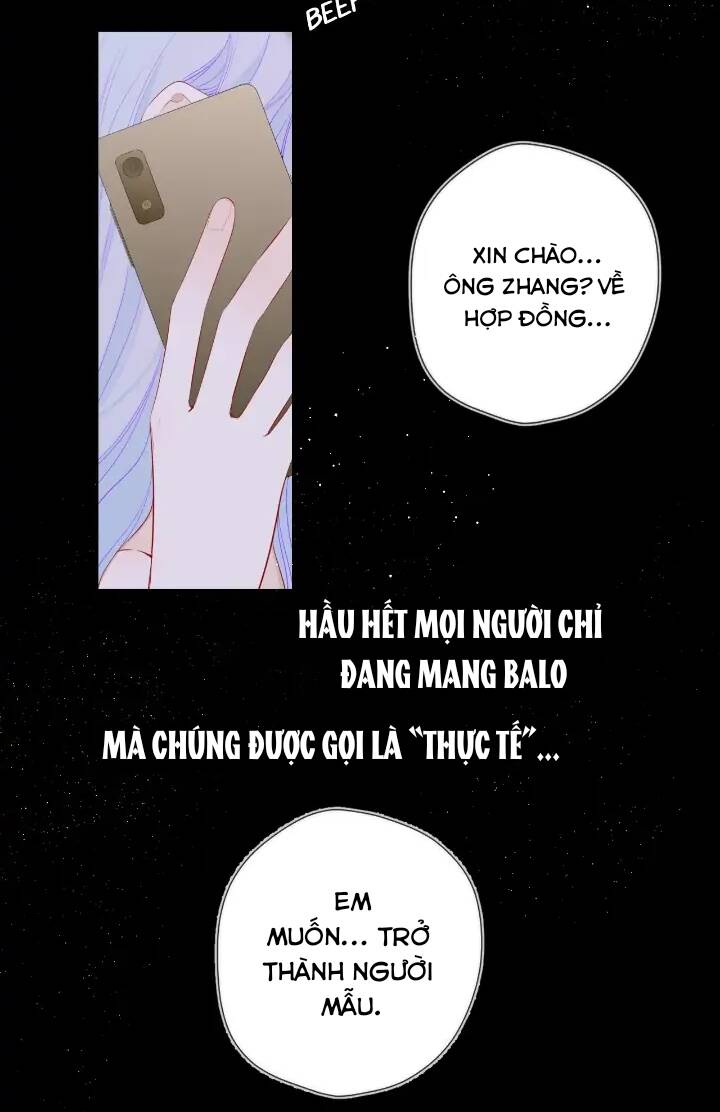 BEEP
XIN CHÀO...
ÔNG ZHANG? VỀ
HỢP ĐỒNG...
HẦU HẾT MỌI NGƯỜI CHỈ
ĐANG MANG BALO
MÀ CHÚNG ĐƯỢC GỌI LÀ “THỰC TẾ”...
EM
MUỐN... TRỞ
THÀNH NGƯỜI
MẪU.